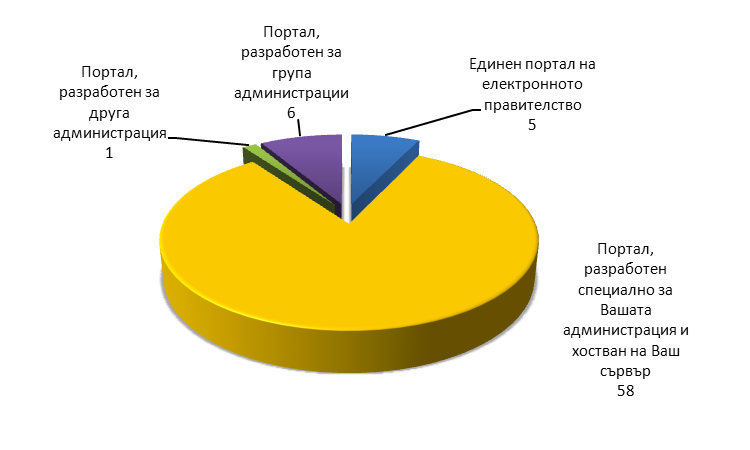 Портал,
разработен за
група
администрации
6
Единен портал на
електронното
правителство
5
Портал,
разработен за
друга
администрация
1
Портал,
разработен
специално за
Вашата
администрация и
хостван на Ваш
сървър
58